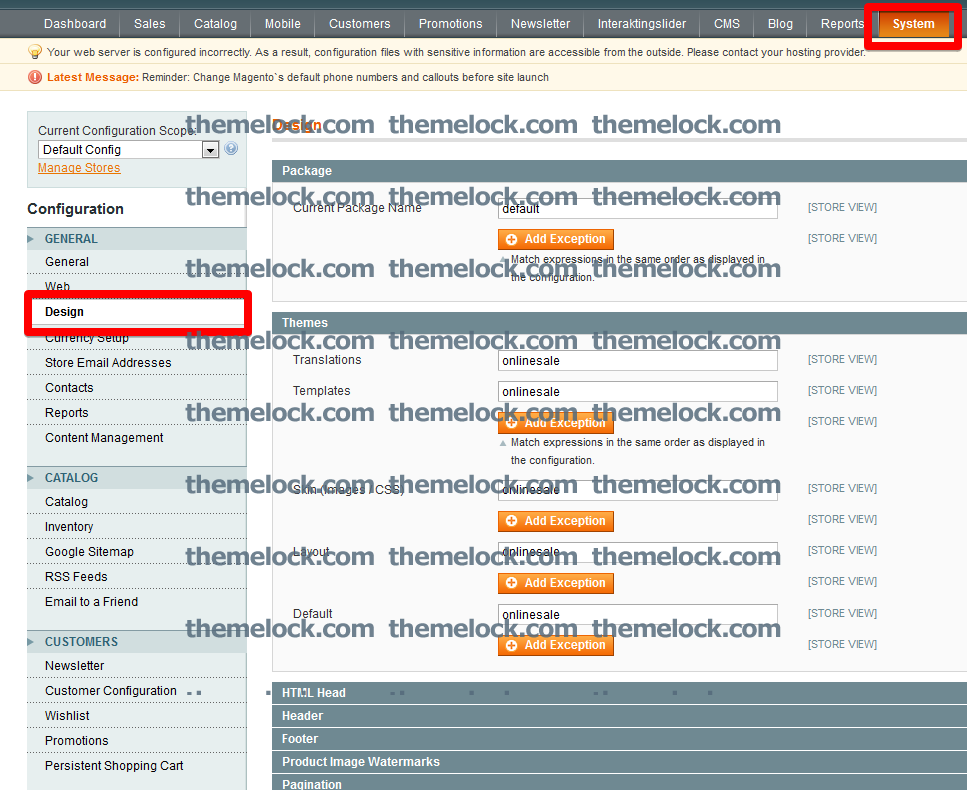 Dashboard Sales Catalog Mobile Customers Promotions Newsletter Interaktingslider CMS Blog Reports System
Your web server is configured incorrectly. As a result, configuration files with sensitive information are accessible from the outside. Please contact your hosting provider.
Latest Message: Reminder: Change Magento`s default phone numbers and callouts before site launch
Current Configuration Scope:
Default Config
Manage Stores
Configuration
GENERAL
General
Web
Design
Currency Setup
Store Email Addresses
Contacts
Reports
Content Management
CATALOG
Catalog
Inventory
Google Sitemap
RSS Feeds
Email to a Friend
CUSTOMERS
Newsletter
Customer Configuration
Wishlist
Promotions
Persistent Shopping Cart
Design
themelock.com themelock.com themelock.com
Package
themelock.com themelock.com themelock.com
Current Package Name default [STORE VIEW]
Add Exception [STORE VIEW]
Match expressions in the same order as displayed in
themelock.com themelock.com themelock.com
the configuration.
Themes
themelock.com themelock.com themelock.com
Translations onlinesale [STORE VIEW]
Templates onlinesale [STORE VIEW]
themelock.com themelock.com themelock.com
Add Exception [STORE VIEW]
Match expressions in the same order as displayed in
the configuration.
themelock.com themelock.com themelock.com
Skin (Images / CSS) onlinesale [STORE VIEW]
Add Exception [STORE VIEW]
Layout onlinesale [STORE VIEW]
themelock.com themelock.com themelock.com
Add Exception [STORE VIEW]
Default onlinesale [STORE VIEW]
themelock.com themelock.com themelock.com
Add Exception [STORE VIEW]
HTML Head
Header
Footer
Product Image Watermarks
Pagination